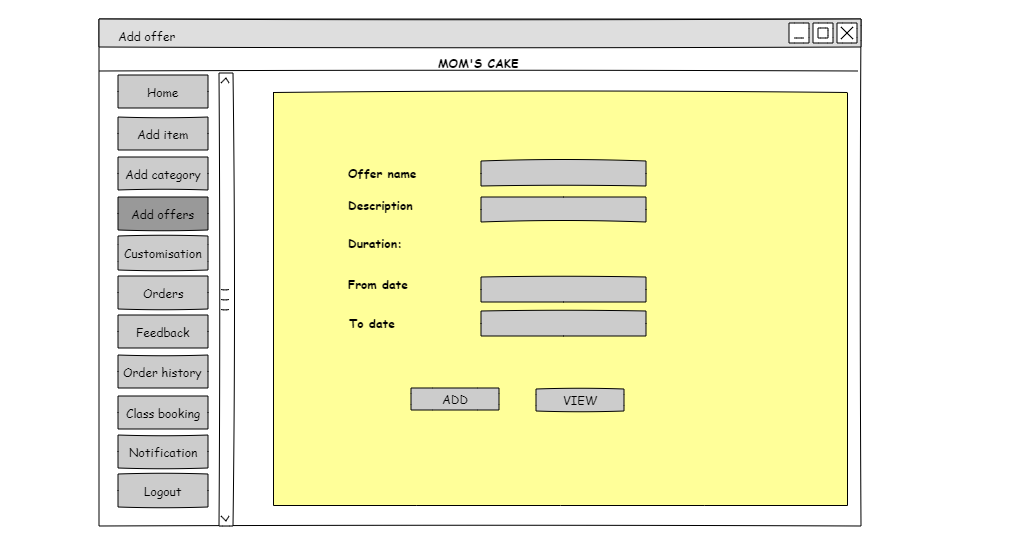 Add offer
MOM'S CAKE
Home
Add item
Add category
Add offers
Customisation
Orders
Feedback
Order history
Class booking
Notification
Logout
Offer name
Description
Duration:
From date
To date
ADD
VIEW